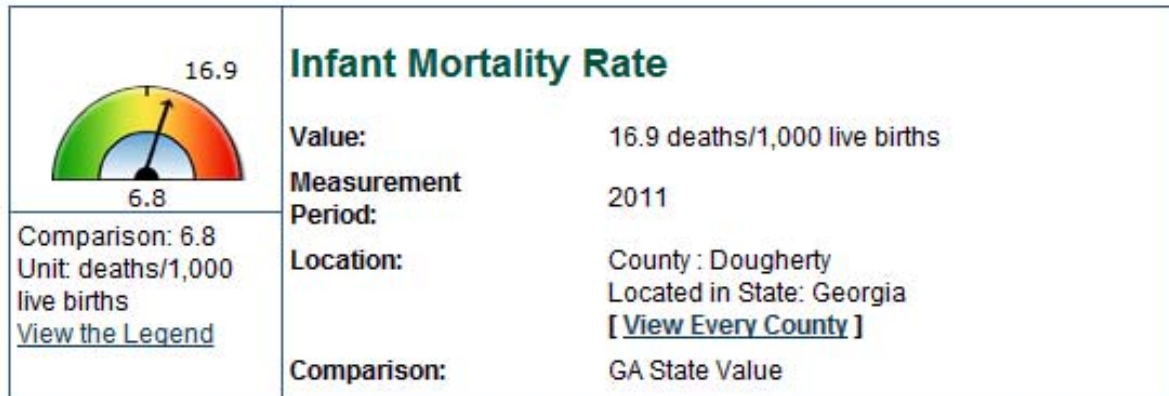 16.9
6.8
Comparison: 6.8
Unit: deaths/1,000
live births
View the Legend
Infant Mortality Rate
Value: 16.9 deaths/1,000 live births
Measurement
Period: 2011
Location: County : Dougherty
Located in State: Georgia
[ View Every County ]
Comparison: GA State Value